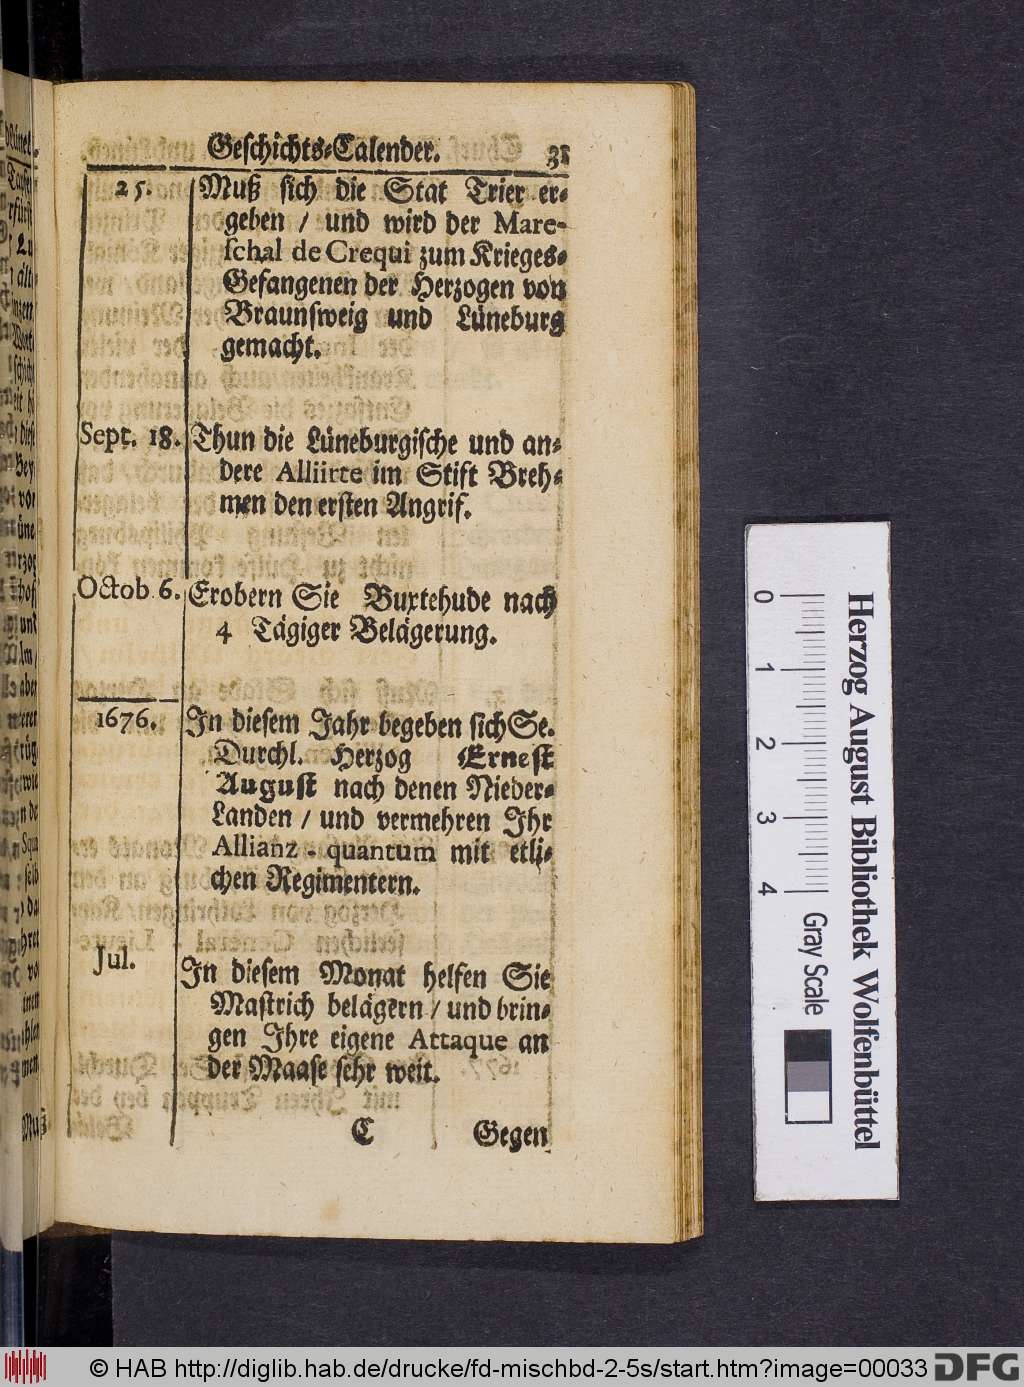 Geschichts-Calender. 31
25. Muß sich die Stat Trier er-
geben / und wird der Mare-
schal de Crequi zum Krieges-
Gefangenen der Herzogen von
Braunsweig und Lüneburg
gemacht.
Sept. 18. Thun die Lüneburgische und an-
dere Alliirte im Stift Breh-
men den ersten Angrif.
Octob. 6. Erobern Sie Buxtehude nach
4 Tägiger Belägerung.
1676. In diesem Jahr begeben sich Se.
Durchl. Herzog Ernest
August nach denen Nieder-
Landen / und vermehren Ihr
Allianz-quantum mit etli-
chen Regimentern.
Jul. In diesem Monat helfen Sie
Mastrich belägern / und brin-
gen Ihre eigene Attaque an
der Maase sehr weit.
C Gegen
0 1 2 3 4 Gray Scale
Herzog August Bibliothek Wolfenbüttel
© HAB http://diglib.hab.de/drucke/fd-mischbd-2-5s/start.htm?image=00033 DFG